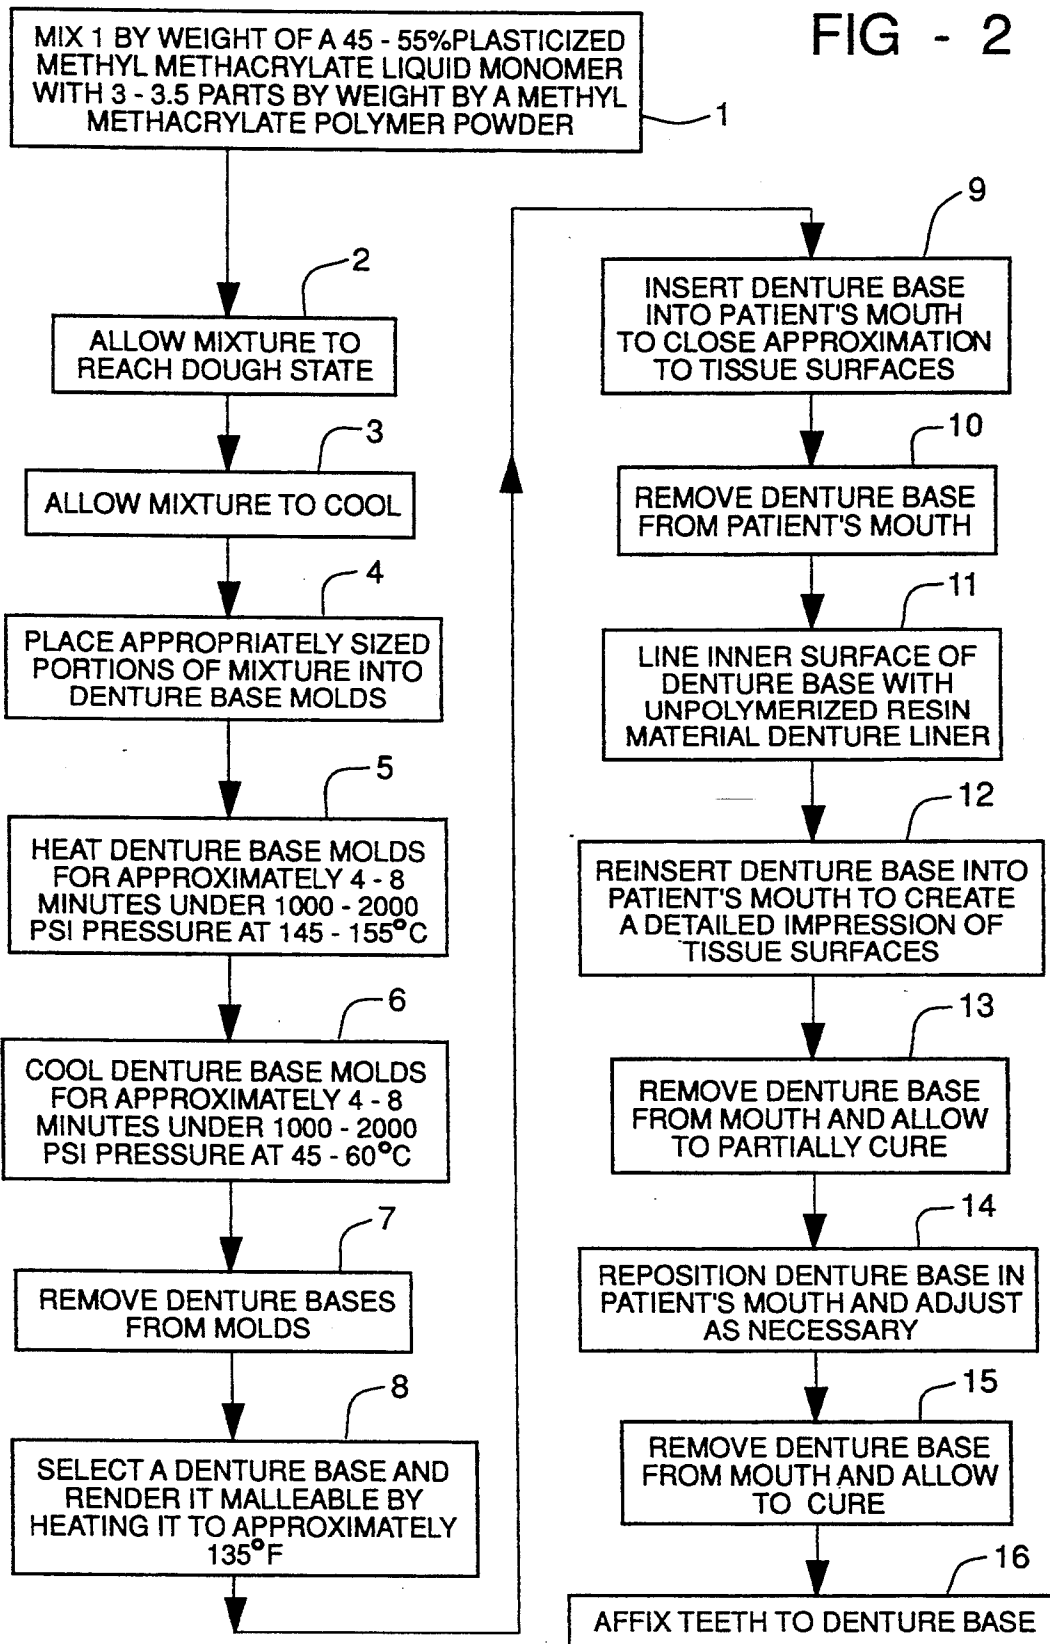 FIG - 2
MIX 1 BY WEIGHT OF A 45 - 55%PLASTICIZED
METHYL METHACRYLATE LIQUID MONOMER
WITH 3 - 3.5 PARTS BY WEIGHT BY A METHYL
METHACRYLATE POLYMER POWDER
1
2
ALLOW MIXTURE TO
REACH DOUGH STATE
3
ALLOW MIXTURE TO COOL
4
PLACE APPROPRIATELY SIZED
PORTIONS OF MIXTURE INTO
DENTURE BASE MOLDS
5
HEAT DENTURE BASE MOLDS
FOR APPROXIMATELY 4 - 8
MINUTES UNDER 1000 - 2000
PSI PRESSURE AT 145 - 155°C
6
COOL DENTURE BASE MOLDS
FOR APPROXIMATELY 4 - 8
MINUTES UNDER 1000 - 2000
PSI PRESSURE AT 45 - 60°C
7
REMOVE DENTURE BASES
FROM MOLDS
8
SELECT A DENTURE BASE AND
RENDER IT MALLEABLE BY
HEATING IT TO APPROXIMATELY
135°F
9
INSERT DENTURE BASE
INTO PATIENT'S MOUTH
TO CLOSE APPROXIMATION
TO TISSUE SURFACES
10
REMOVE DENTURE BASE
FROM PATIENT'S MOUTH
11
LINE INNER SURFACE OF
DENTURE BASE WITH
UNPOLYMERIZED RESIN
MATERIAL DENTURE LINER
12
REINSERT DENTURE BASE INTO
PATIENT'S MOUTH TO CREATE
A DETAILED IMPRESSION OF
TISSUE SURFACES
13
REMOVE DENTURE BASE
FROM MOUTH AND ALLOW
TO PARTIALLY CURE
14
REPOSITION DENTURE BASE IN
PATIENT'S MOUTH AND ADJUST
AS NECESSARY
15
REMOVE DENTURE BASE
FROM MOUTH AND ALLOW
TO CURE
16
AFFIX TEETH TO DENTURE BASE